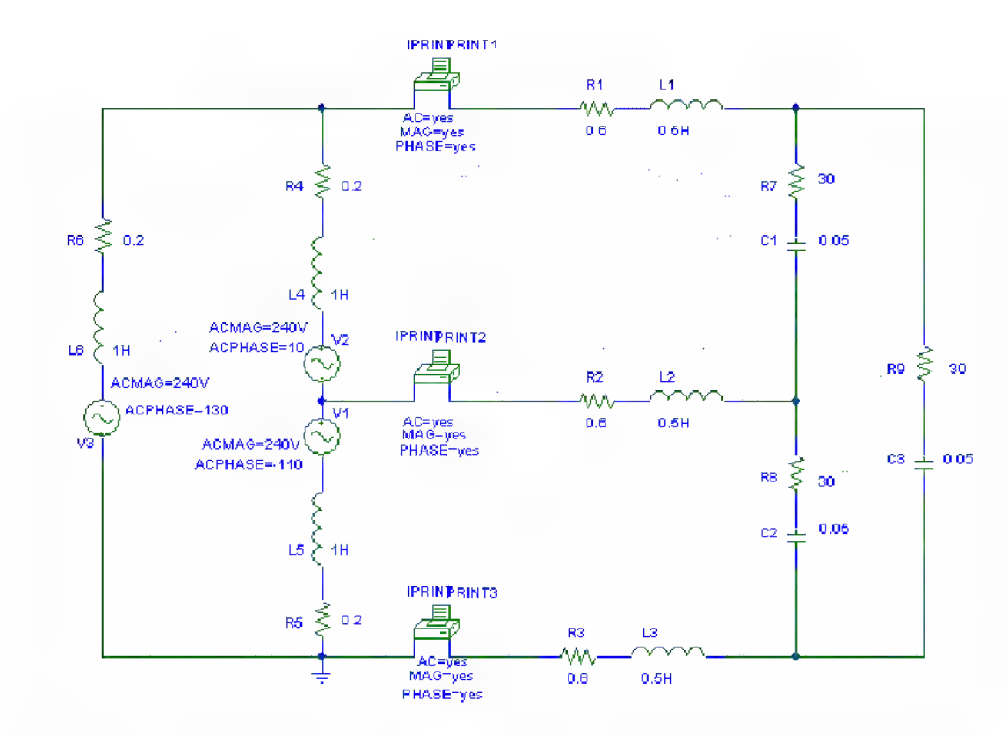 IPRINTPRINT1
R1 L1
AC=yes
MAG=yes
PHASE=yes
0.6 0.5H
R4 0.2
R7 30
R6 0.2
C1 0.05
L4 1H
ACMAG=240V
ACPHASE=10
V2
IPRINTPRINT2
L6 1H
R2 L2
R9 30
ACMAG=240V
ACPHASE=130
V3
V1
ACMAG=240V
ACPHASE=-110
AC=yes
MAG=yes
PHASE=yes
0.6 0.5H
C3 0.05
R8 30
C2 0.05
L5 1H
IPRINTPRINT3
R5 0.2
R3 L3
AC=yes
MAG=yes
PHASE=yes
0.6 0.5H